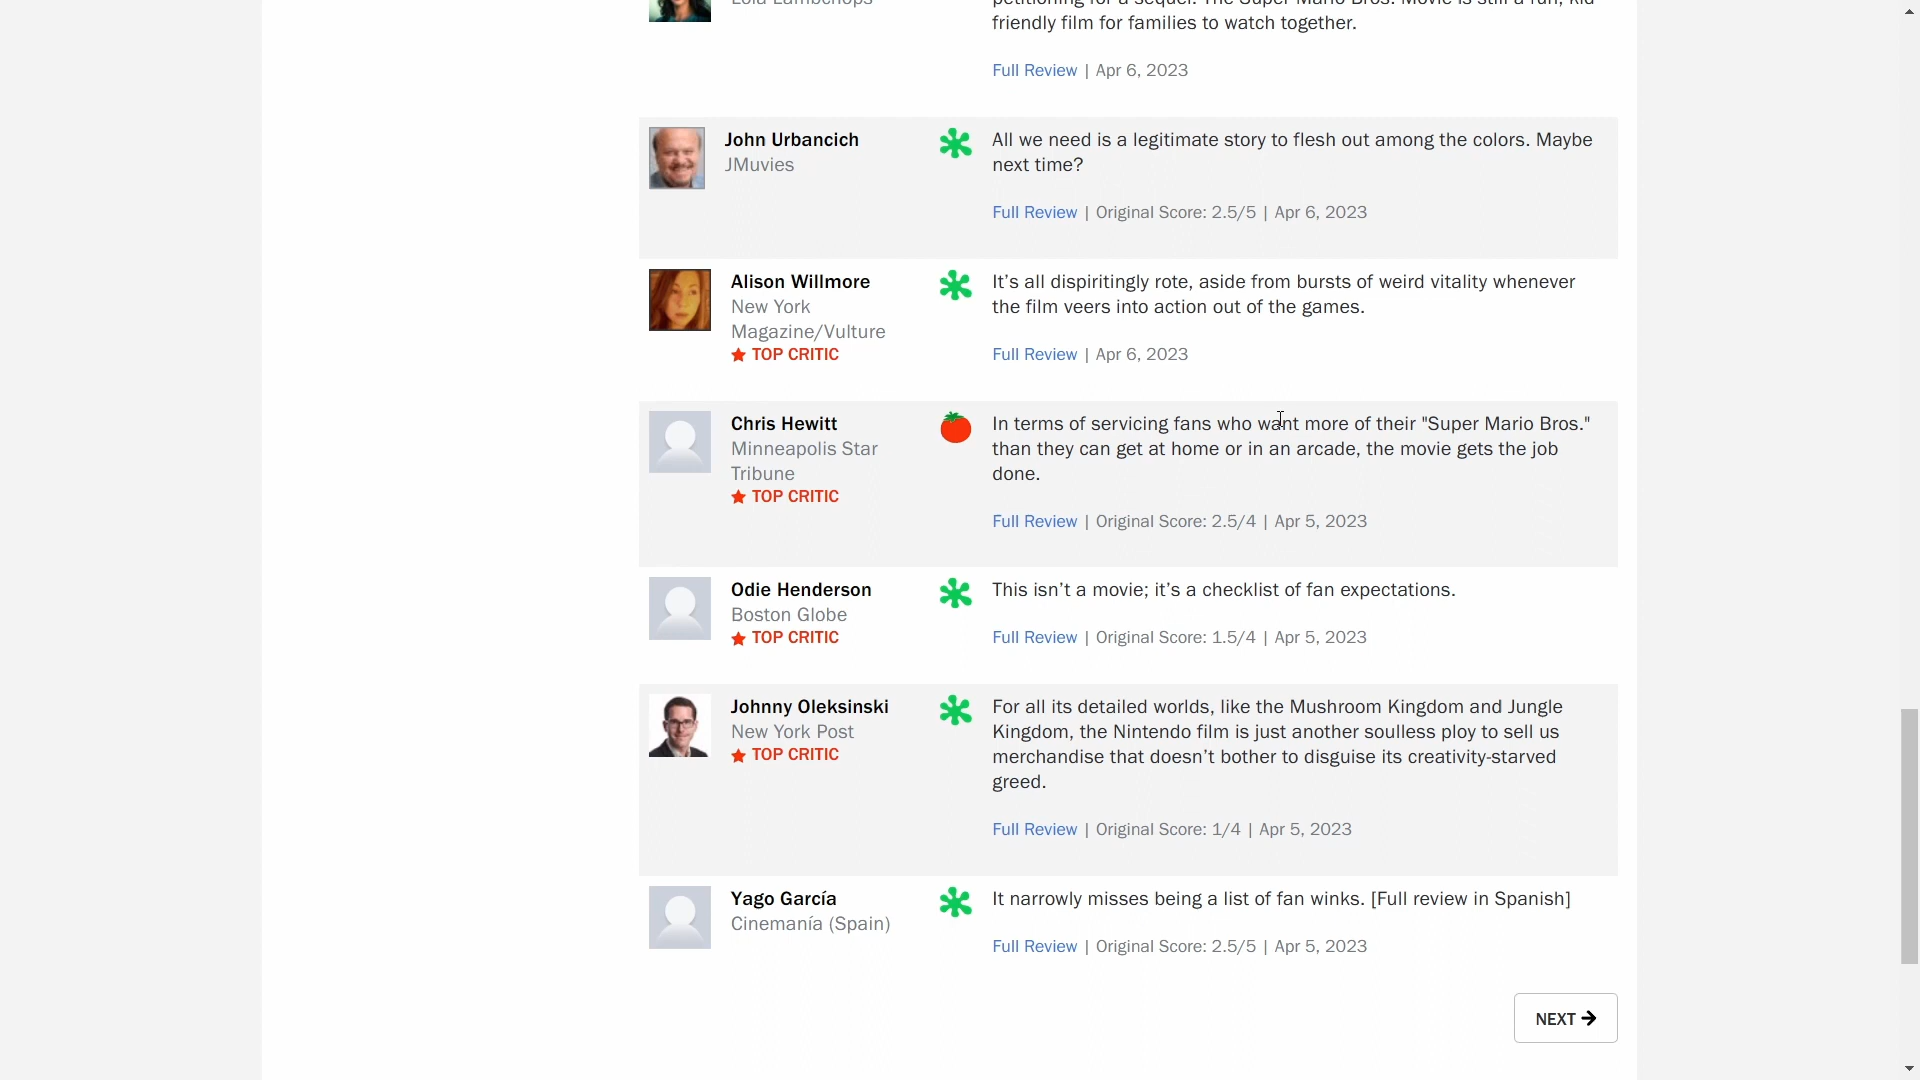 friendly film for families to watch together.
Full Review | Apr 6, 2023
John Urbancich
JMuvies
All we need is a legitimate story to flesh out among the colors. Maybe
next time?
Full Review | Original Score: 2.5/5 | Apr 6, 2023
Alison Willmore
New York
Magazine/Vulture
TOP CRITIC
It’s all dispiritingly rote, aside from bursts of weird vitality whenever
the film veers into action out of the games.
Full Review | Apr 6, 2023
Chris Hewitt
Minneapolis Star
Tribune
TOP CRITIC
In terms of servicing fans who want more of their "Super Mario Bros."
than they can get at home or in an arcade, the movie gets the job
done.
Full Review | Original Score: 2.5/4 | Apr 5, 2023
Odie Henderson
Boston Globe
TOP CRITIC
This isn’t a movie; it’s a checklist of fan expectations.
Full Review | Original Score: 1.5/4 | Apr 5, 2023
Johnny Oleksinski
New York Post
TOP CRITIC
For all its detailed worlds, like the Mushroom Kingdom and Jungle
Kingdom, the Nintendo film is just another soulless ploy to sell us
merchandise that doesn’t bother to disguise its creativity-starved
greed.
Full Review | Original Score: 1/4 | Apr 5, 2023
Yago García
Cinemanía (Spain)
It narrowly misses being a list of fan winks. [Full review in Spanish]
Full Review | Original Score: 2.5/5 | Apr 5, 2023
NEXT